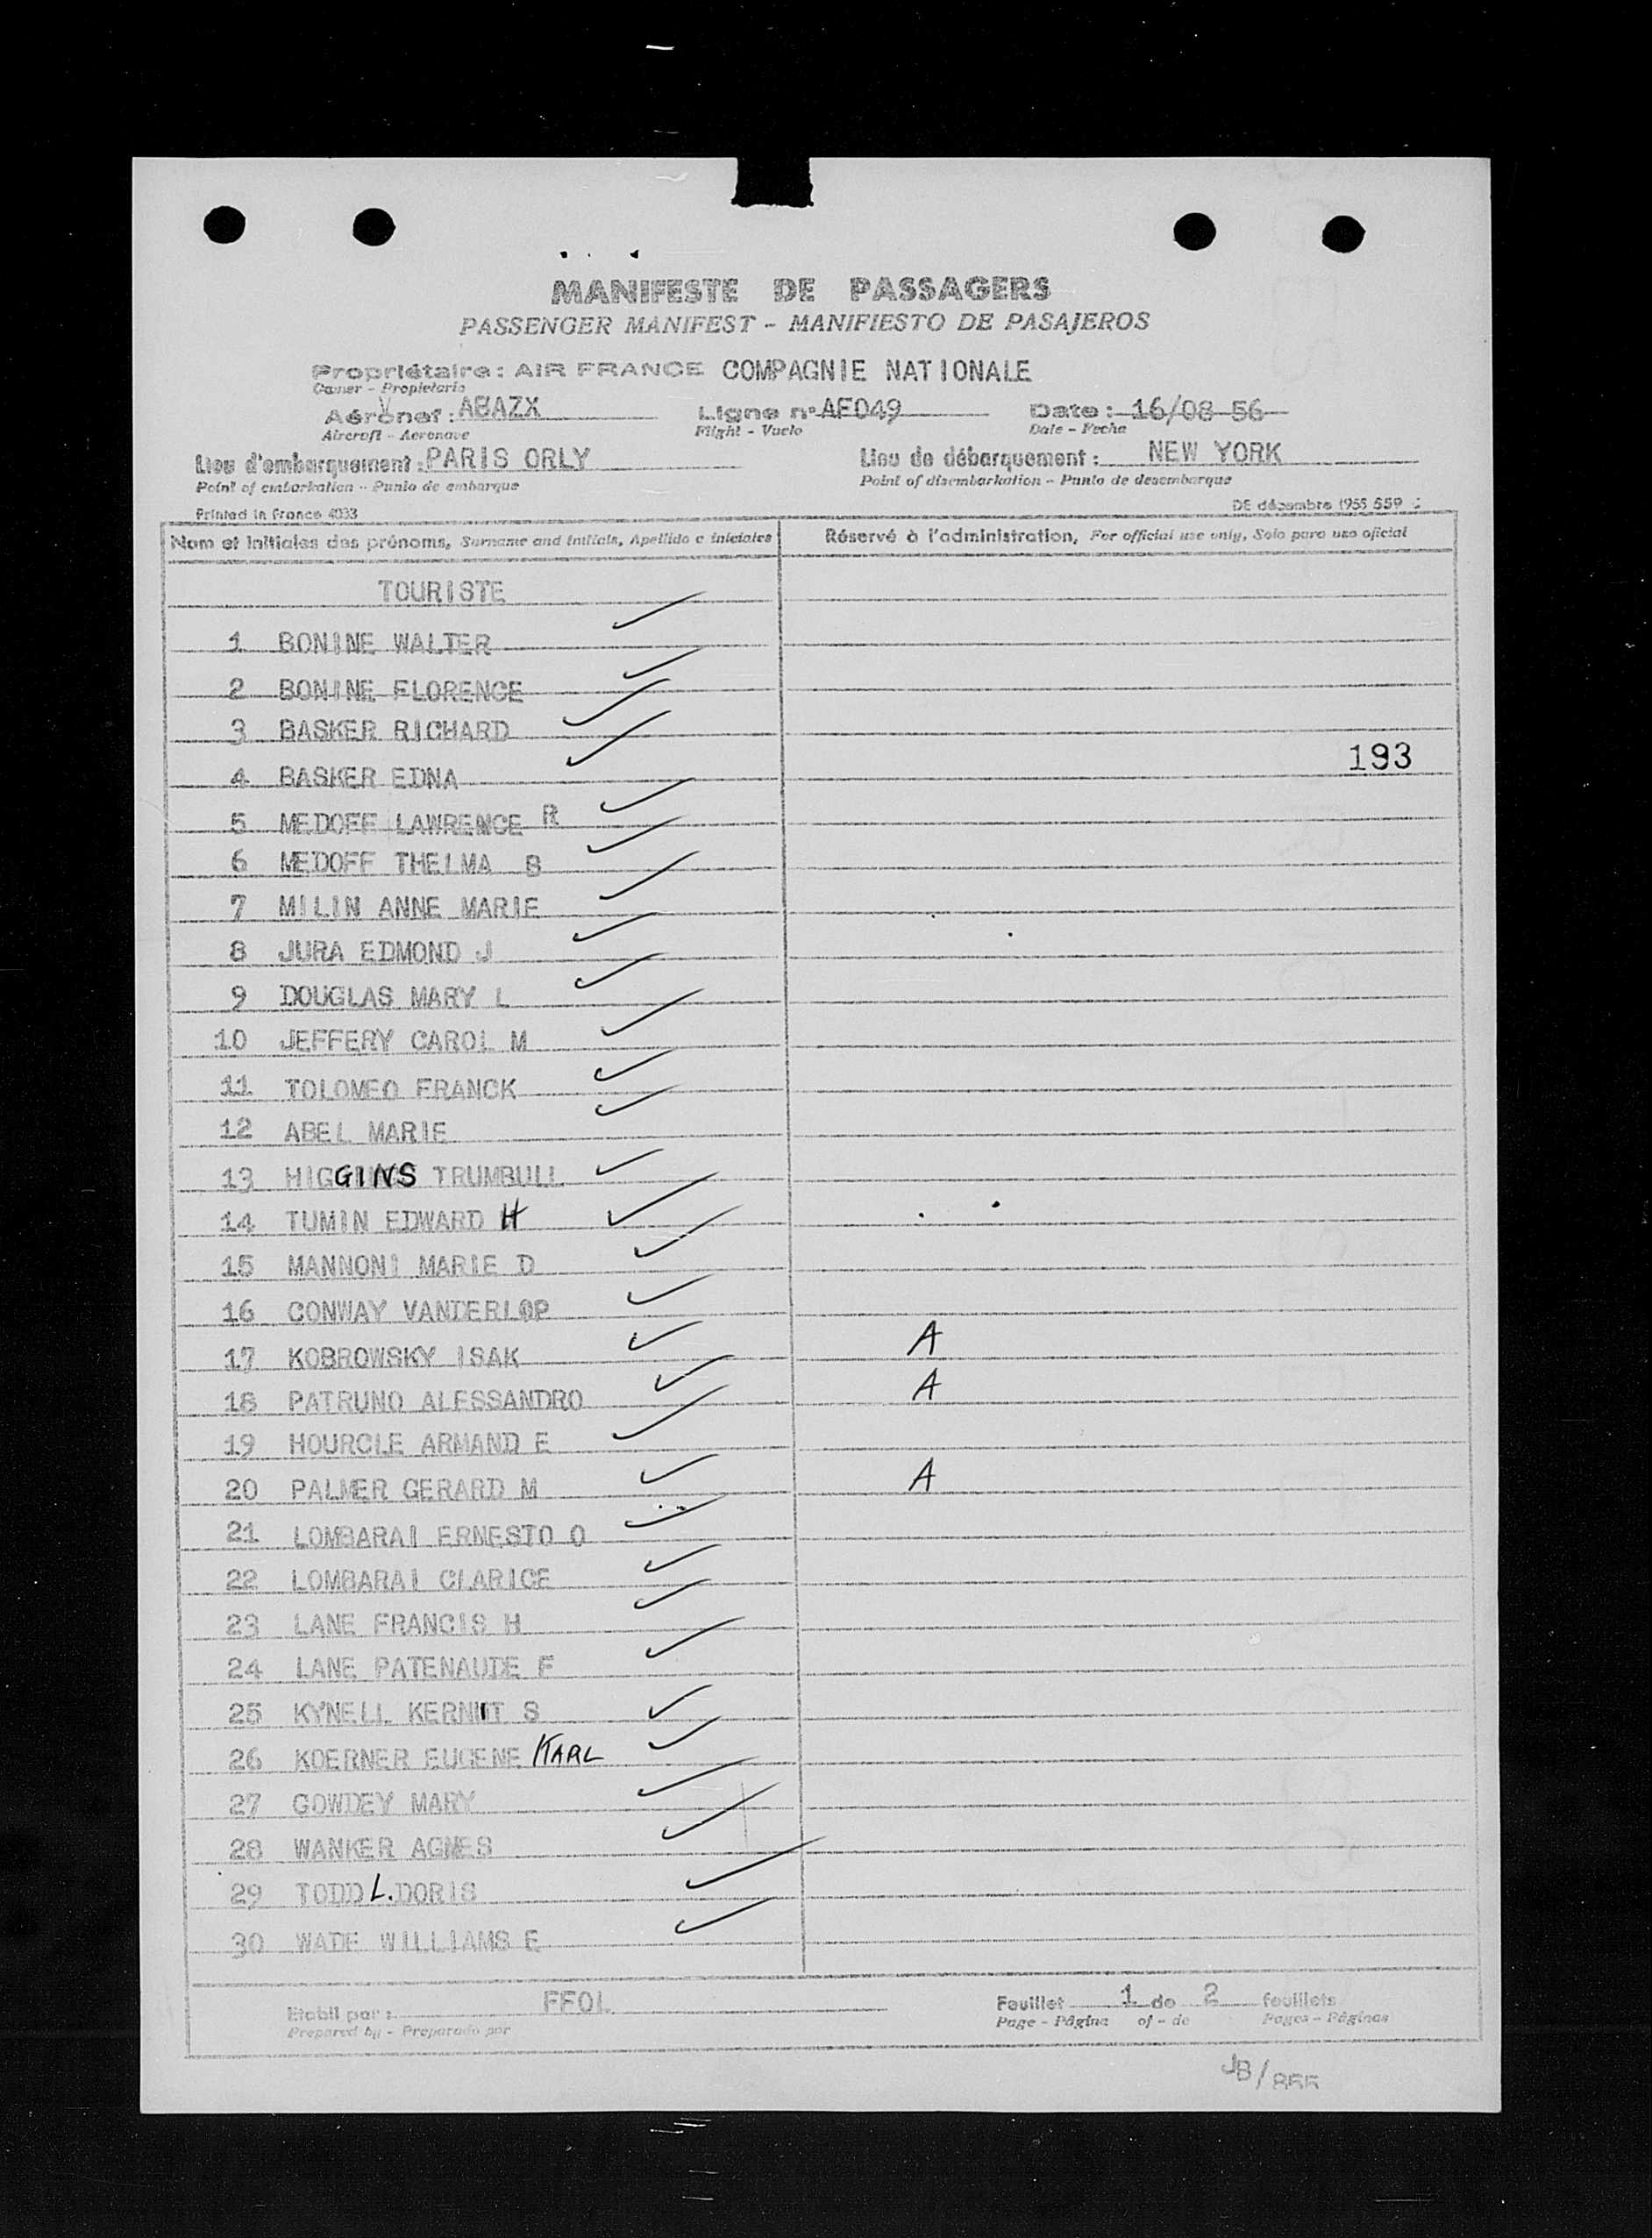 MANIFESTE DE PASSAGERS
PASSENGER MANIFEST - MANIFIESTO DE PASAJEROS
Propriétaire : AIR FRANCE COMPAGNIE NATIONALE
Owner - Propietario
Aéronef : ABAZX Ligne n° AF049 Date : 16/08 56
Aircraft - Aeronave Flight - Vuelo Date - Fecha
Lieu d'embarquement : PARIS ORLY Lieu de débarquement : NEW YORK
Point of embarkation - Punto de embarque Point of disembarkation - Punto de desembarque
Printed in France 4033 DE décembre 1955 559
Nom et initiales des prénoms, Surname and initials, Apellido e iniciales Réservé à l'administration, For official use only, Solo para uso oficial
TOURISTE
1 BONINE WALTER
2 BONINE FLORENCE
3 BASKER RICHARD
193
4 BASKER EDNA
5 MEDOFF LAWRENCE R
6 MEDOFF THELMA B
7 MILIN ANNE MARIE
8 JURA EDMOND J
9 DOUGLAS MARY L
10 JEFFERY CAROL M
11 TOLOMEO FRANCK
12 ABEL MARIE
13 HIGGINS TRUMBULL
14 TUMIN EDWARD H
15 MANNONI MARIE D
16 CONWAY VANDERLOP
17 KOBROWSKY ISAK A
18 PATRUNO ALESSANDRO A
19 HOURCLE ARMAND E
20 PALMER GERARD M A
21 LOMBARAI ERNESTO O
22 LOMBARAI CLARICE
23 LANE FRANCIS H
24 LANE PATENAUDE F
25 KYNELL KERMIT S
26 KOERNER EUGENE KARL
27 GOWDEY MARY
28 WANKER AGNES
29 TODD L. DORIS
30 WADE WILLIAMS E
Etabli par : FFOL Feuillet 1 de 2 feuillets
Prepared by - Preparado por Page - Página of - de Pages - Páginas
JB/855